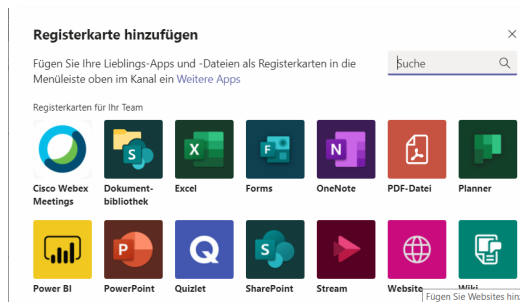 Registerkarte hinzufügen
Fügen Sie Ihre Lieblings-Apps und -Dateien als Registerkarten in die
Menüleiste oben im Kanal ein Weitere Apps
Suche
Registerkarten für Ihr Team
Cisco Webex Meetings
Dokument-bibliothek
Excel
Forms
OneNote
PDF-Datei
Planner
Power BI
PowerPoint
Quizlet
SharePoint
Stream
Website
Wiki
Fügen Sie Websites hin